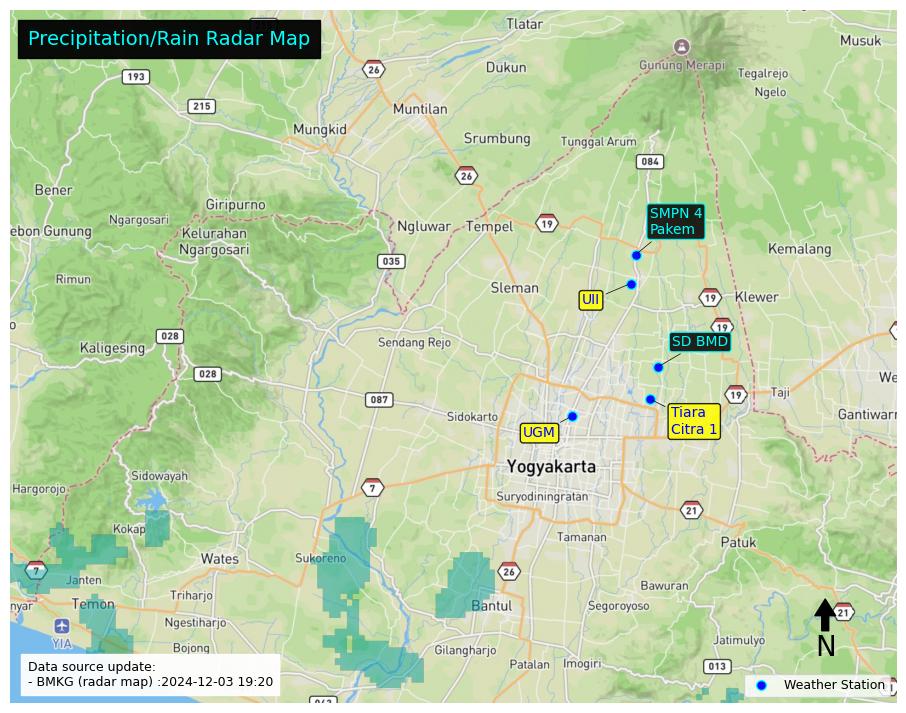 Precipitation/Rain Radar Map
Tlatar
Musuk
26
Gunung Merapi
Dukun
Tegalrejo
193
Ngelo
215
Muntilan
Mungkid
Srumbung
Tunggal Arum
084
26
Bener
Giripurno
SMPN 4
Pakem
Ngargosari
Ngluwar
Tempel
19
ebon Gunung
Kelurahan
Ngargosari
Kemalang
035
Rimun
Sleman
UII
19
Klewer
19
028
Sendang Rejo
SD BMD
Kaligesing
028
087
19
Taji
We
Sidokarto
Tiara
Citra 1
Gantiwarn
UGM
Yogyakarta
Sidowayah
Hargorojo
7
Suryodiningratan
21
Kokap
Tamanan
Patuk
Wates
Sukoreno
7
Janten
26
Bawuran
nyar
Temon
Triharjo
Bantul
Segoroyoso
21
YIA
Ngestiharjo
Jatimulyo
N
Bojong
Gilangharjo
Patalan
Imogiri
013
Data source update:
- BMKG (radar map) :2024-12-03 19:20
Weather Station